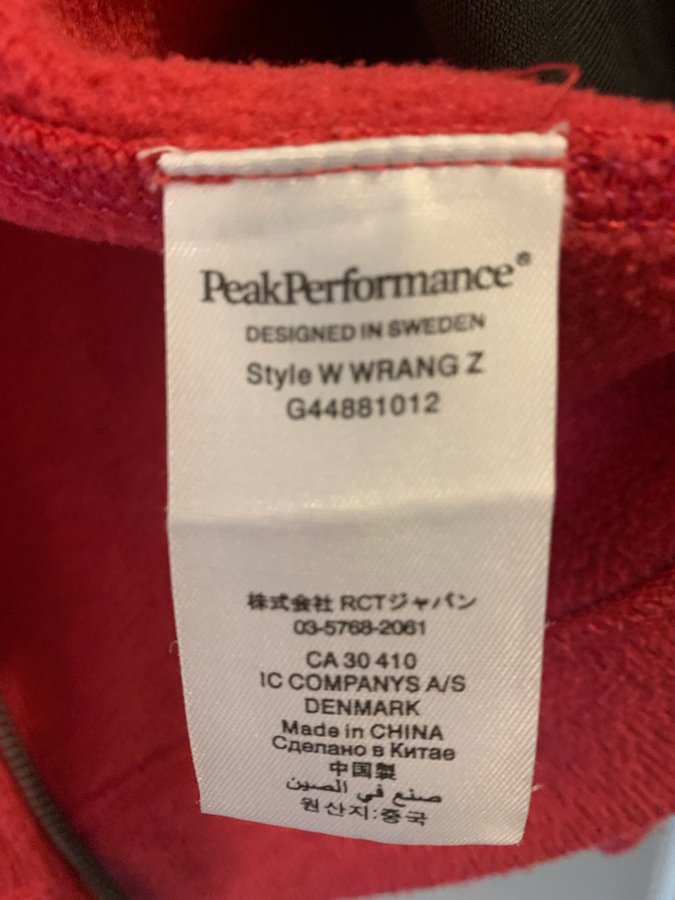 PeakPerformance®
DESIGNED IN SWEDEN
Style W WRANG Z
G44881012
株式会社 RCTジャパン
03-5768-2061
CA 30 410
IC COMPANYS A/S
DENMARK
Made in CHINA
Сделано в Китае
中国製
صنع في الصين
원산지:중국